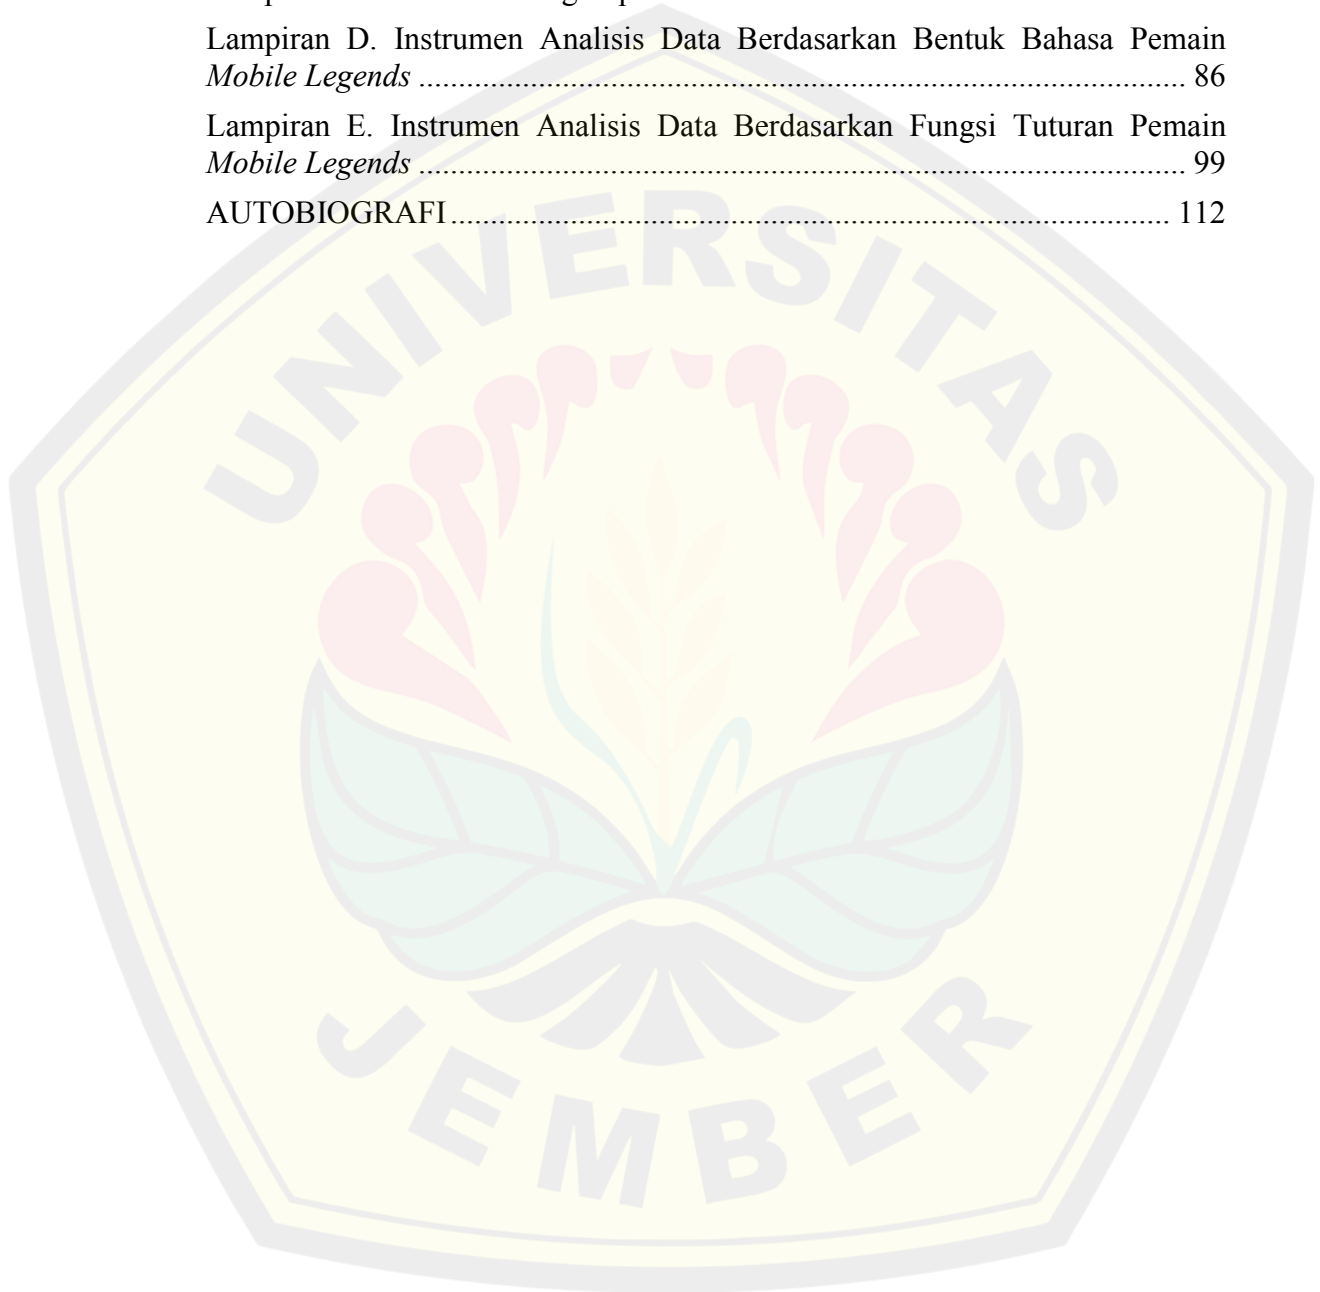 Lampiran D. Instrumen Analisis Data Berdasarkan Bentuk Bahasa Pemain
Mobile Legends ........................................................................................................ 86
Lampiran E. Instrumen Analisis Data Berdasarkan Fungsi Tuturan Pemain
Mobile Legends ........................................................................................................ 99
AUTOBIOGRAFI ................................................................................................ 112
UNIVERSITAS
JEMBER